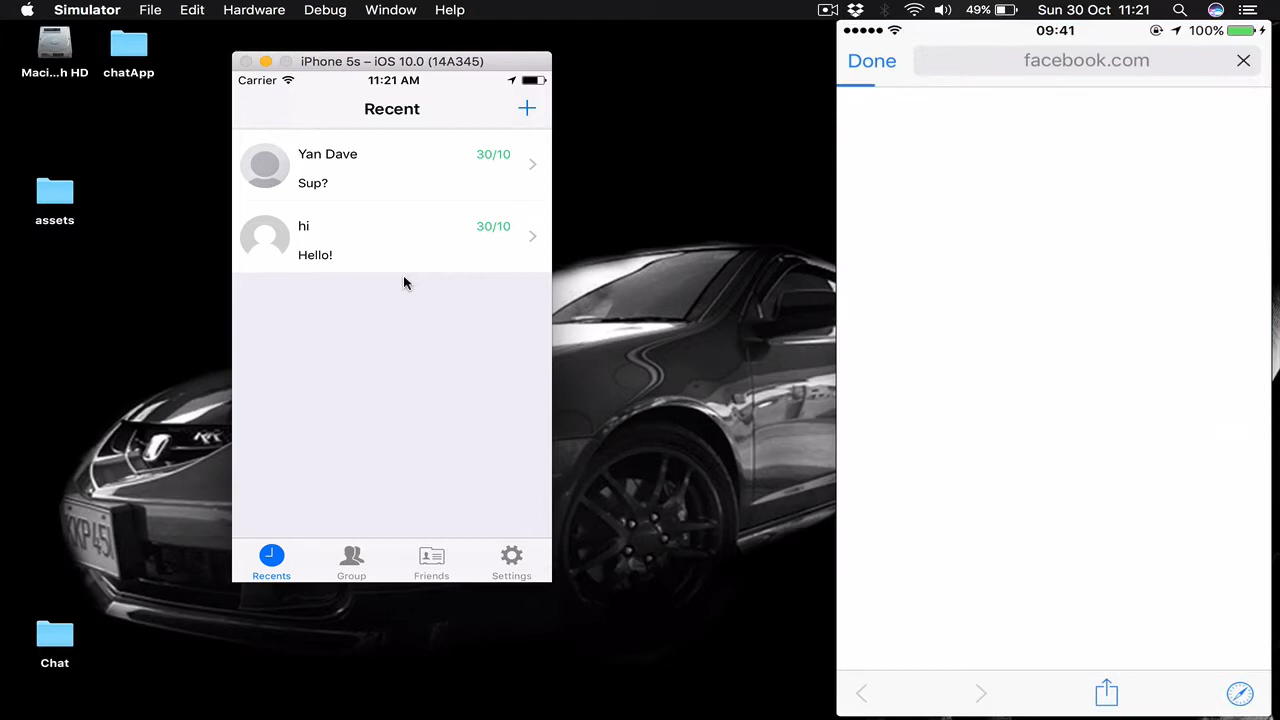 Simulator File Edit Hardware Debug Window Help 49% Sun 30 Oct 11:21
Maci...h HD
chatApp
assets
Chat
iPhone 5s – iOS 10.0 (14A345)
Carrier 11:21 AM
Recent
Yan Dave 30/10
Sup?
hi 30/10
Hello!
Recents Group Friends Settings
09:41 100%
Done facebook.com